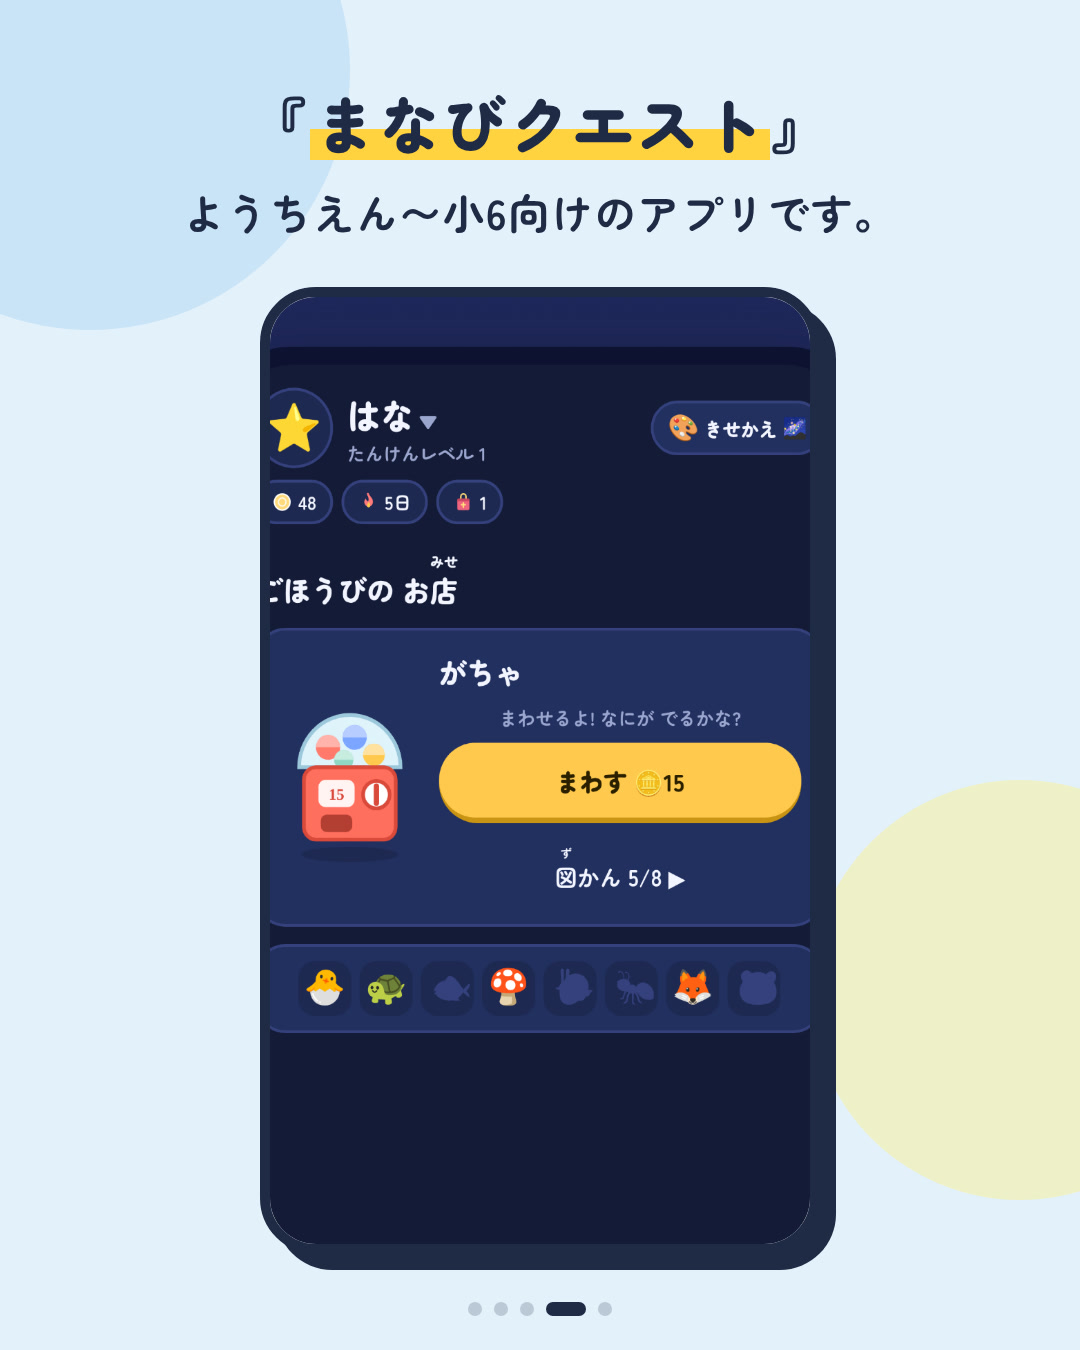 『まなびクエスト』
ようちえん〜小6向けのアプリです。
はな
たんけんレベル 1
きせかえ
48
5日
1
みせ
ごほうびの お店
がちゃ
まわせるよ! なにが でるかな?
15
まわす 15
ず
図かん 5/8 ▶